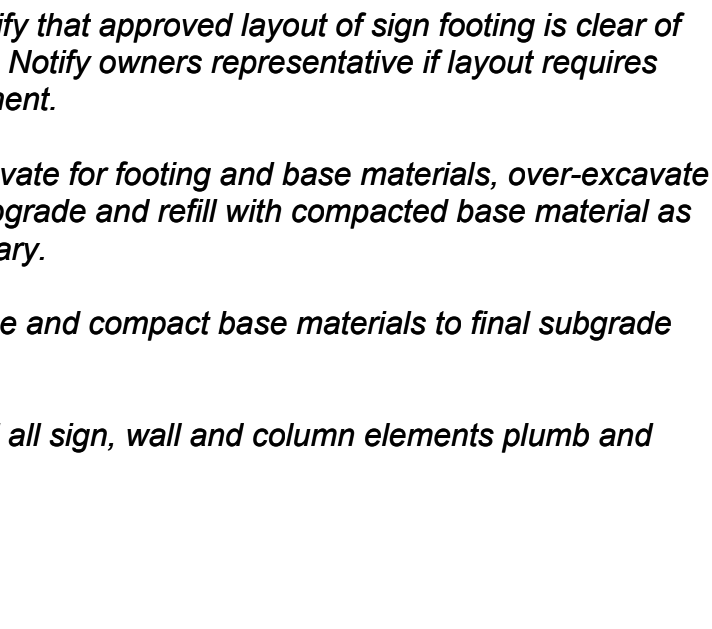 ify that approved layout of sign footing is clear of
Notify owners representative if layout requires
ent.
vate for footing and base materials, over-excavate
grade and refill with compacted base material as
ary.
e and compact base materials to final subgrade
all sign, wall and column elements plumb and